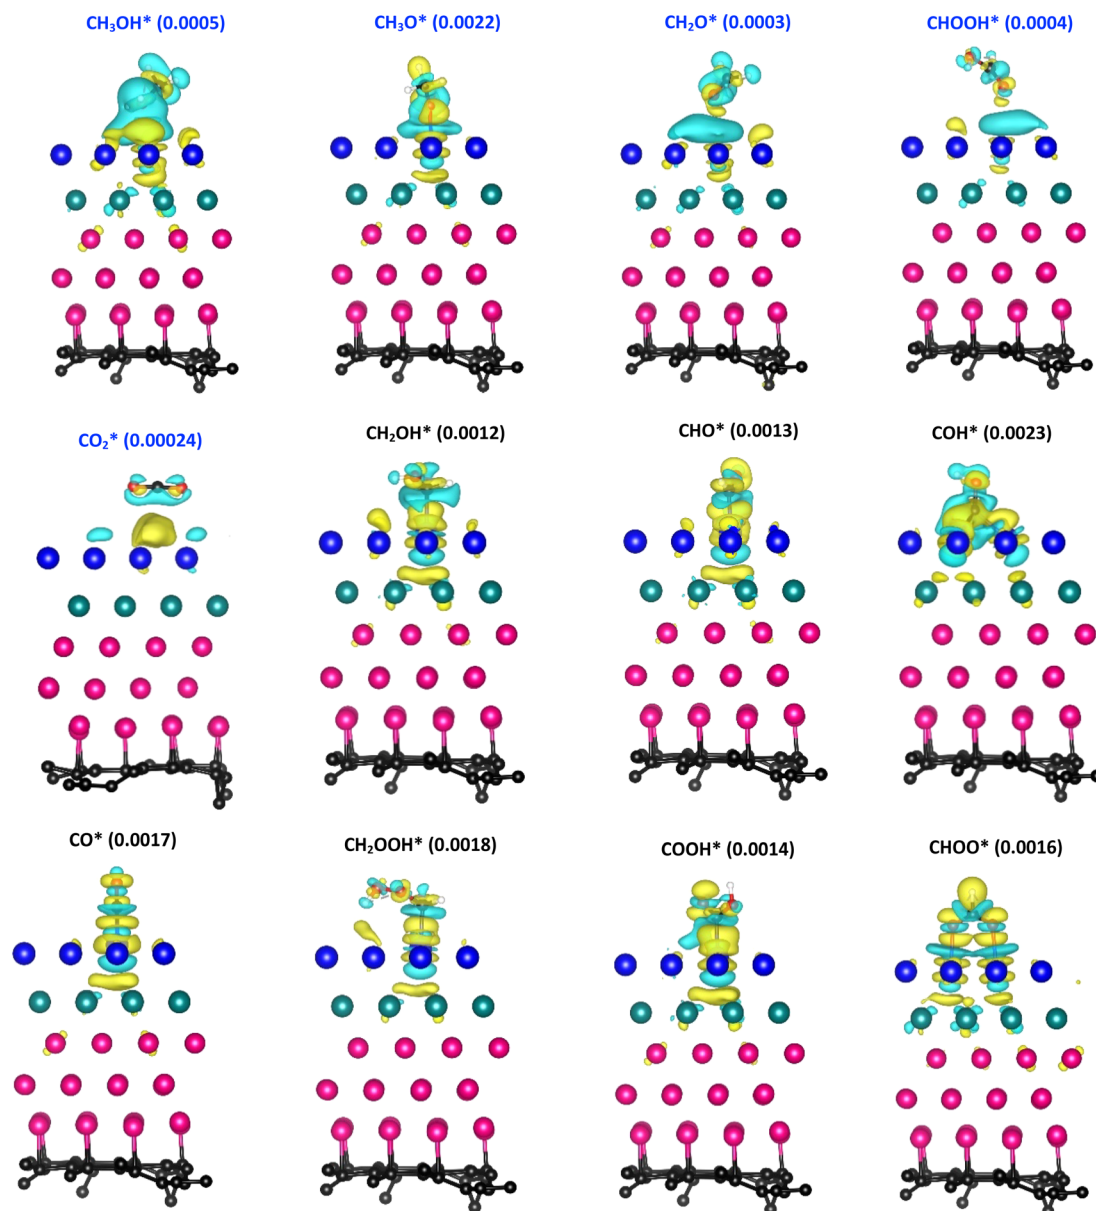 CH₃OH* (0.0005)
CH₃O* (0.0022)
CH₂O* (0.0003)
CHOOH* (0.0004)
CO₂* (0.00024)
CH₂OH* (0.0012)
CHO* (0.0013)
COH* (0.0023)
CO* (0.0017)
CH₂OOH* (0.0018)
COOH* (0.0014)
CHOO* (0.0016)